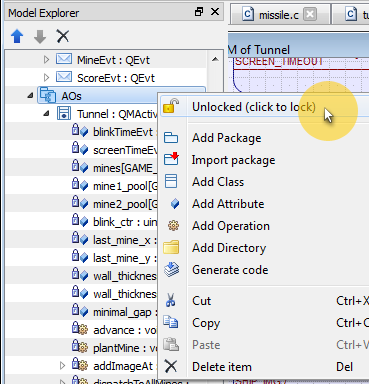 Model Explorer
missile.c
MineEvt : QEvt
ScoreEvt : QEvt
AOs
Tunnel : QMActiv
blinkTimeEvt
screenTimeEv
mines[GAME_
mine1_pool[G
mine2_pool[G
blink_ctr : uin
last_mine_x :
last_mine_y :
wall_thicknes
wall_thicknes
minimal_gap :
advance : vo
plantMine : v
addImageAt :
dispatchToAllMines :
SM of Tunnel
SCREEN_TIMEOUT
Unlocked (click to lock)
Add Package
Import package
Add Class
Add Attribute
Add Operation
Add Directory
Generate code
Cut Ctrl+X
Copy Ctrl+C
Paste Ctrl+V
Delete item Del